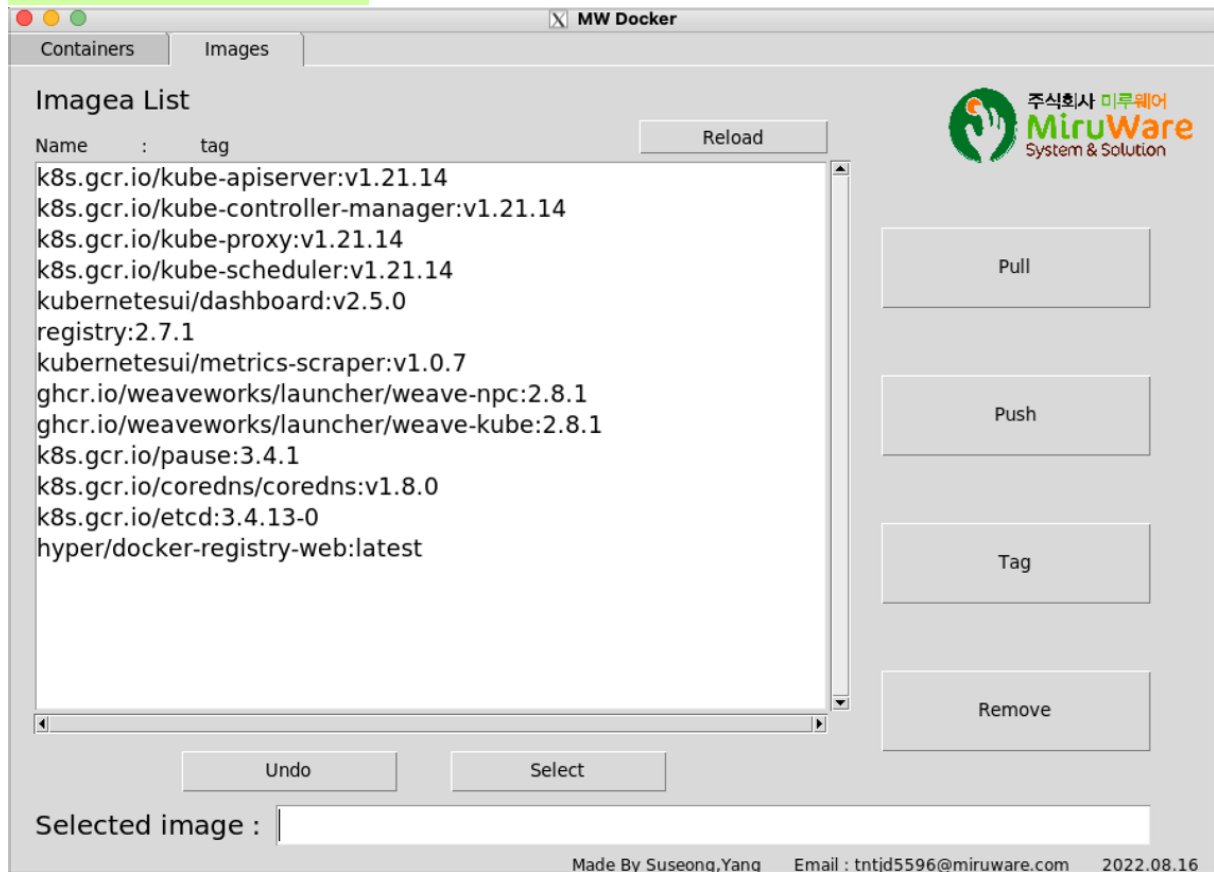 MW Docker
Containers Images
Imagea List
주식회사 미루웨어
MiruWare
System & Solution
Name : tag
Reload
k8s.gcr.io/kube-apiserver:v1.21.14
k8s.gcr.io/kube-controller-manager:v1.21.14
k8s.gcr.io/kube-proxy:v1.21.14
k8s.gcr.io/kube-scheduler:v1.21.14
kubernetesui/dashboard:v2.5.0
registry:2.7.1
kubernetesui/metrics-scraper:v1.0.7
ghcr.io/weaveworks/launcher/weave-npc:2.8.1
ghcr.io/weaveworks/launcher/weave-kube:2.8.1
k8s.gcr.io/pause:3.4.1
k8s.gcr.io/coredns/coredns:v1.8.0
k8s.gcr.io/etcd:3.4.13-0
hyper/docker-registry-web:latest
Pull
Push
Tag
Remove
Undo Select
Selected image :
Made By Suseong,Yang Email : tntjd5596@miruware.com 2022.08.16